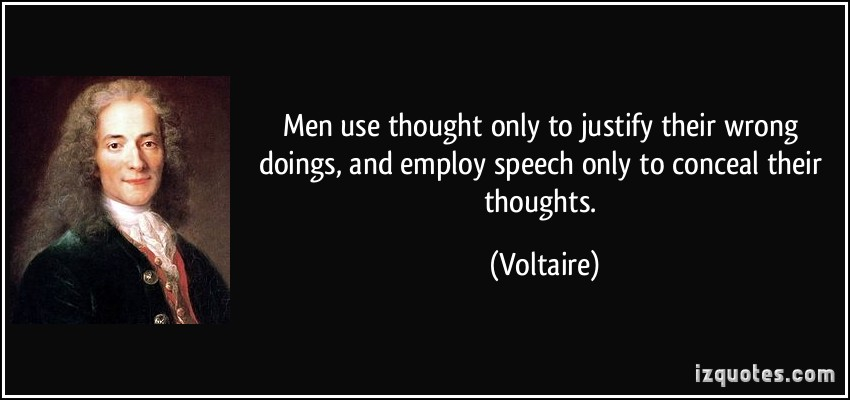 Men use thought only to justify their wrong
doings, and employ speech only to conceal their
thoughts.
(Voltaire)
izquotes.com